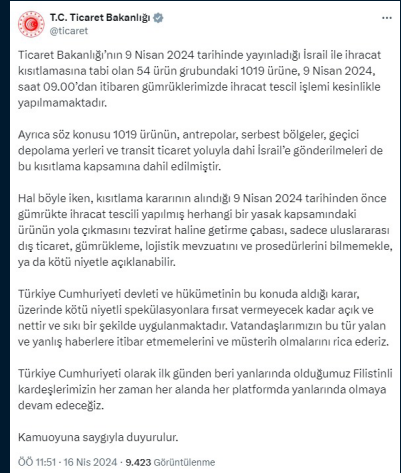 T.C. Ticaret Bakanlığı
@ticaret
Ticaret Bakanlığı'nın 9 Nisan 2024 tarihinde yayınladığı İsrail ile ihracat
kısıtlamasına tabi olan 54 ürün grubundaki 1019 ürüne, 9 Nisan 2024,
saat 09.00'dan itibaren gümrüklerimizde ihracat tescil işlemi kesinlikle
yapılmamaktadır.
Ayrıca söz konusu 1019 ürünün, antrepolar, serbest bölgeler, geçici
depolama yerleri ve transit ticaret yoluyla dahi İsrail'e gönderilmeleri de
bu kısıtlama kapsamına dahil edilmiştir.
Hal böyle iken, kısıtlama kararının alındığı 9 Nisan 2024 tarihinden önce
gümrükte ihracat tescili yapılmış herhangi bir yasak kapsamındaki
ürünün yola çıkmasını tezvirat haline getirme çabası, sadece uluslararası
dış ticaret, gümrükleme, lojistik mevzuatını ve prosedürlerini bilmemekle,
ya da kötü niyetle açıklanabilir.
Türkiye Cumhuriyeti devleti ve hükümetinin bu konuda aldığı karar,
üzerinde kötü niyetli spekülasyonlara fırsat vermeyecek kadar açık ve
nettir ve sıkı bir şekilde uygulanmaktadır. Vatandaşlarımızın bu tür yalan
ve yanlış haberlere itibar etmemelerini ve müsterih olmalarını rica ederiz.
Türkiye Cumhuriyeti olarak ilk günden beri yanlarında olduğumuz Filistinli
kardeşlerimizin her zaman her alanda her platformda yanlarında olmaya
devam edeceğiz.
Kamuoyuna saygıyla duyurulur.
ÖÖ 11:51 · 16 Nis 2024 · 9.423 Görüntülenme